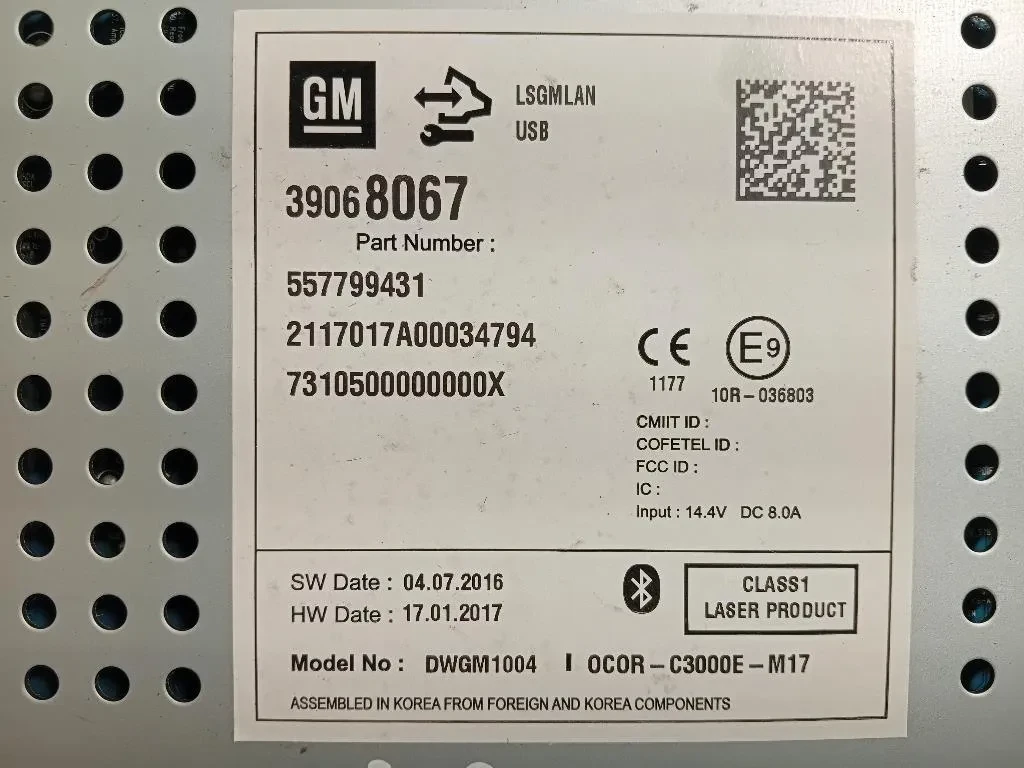 GM
LSGMLAN
USB
39068067
Part Number :
557799431
2117017A00034794
7310500000000X
CE
1177
E9
10R-036803
CMIIT ID :
COFETEL ID :
FCC ID :
IC :
Input : 14.4V DC 8.0A
SW Date : 04.07.2016
HW Date : 17.01.2017
CLASS1
LASER PRODUCT
Model No : DWGM1004 I OCOR-C3000E-M17
ASSEMBLED IN KOREA FROM FOREIGN AND KOREA COMPONENTS